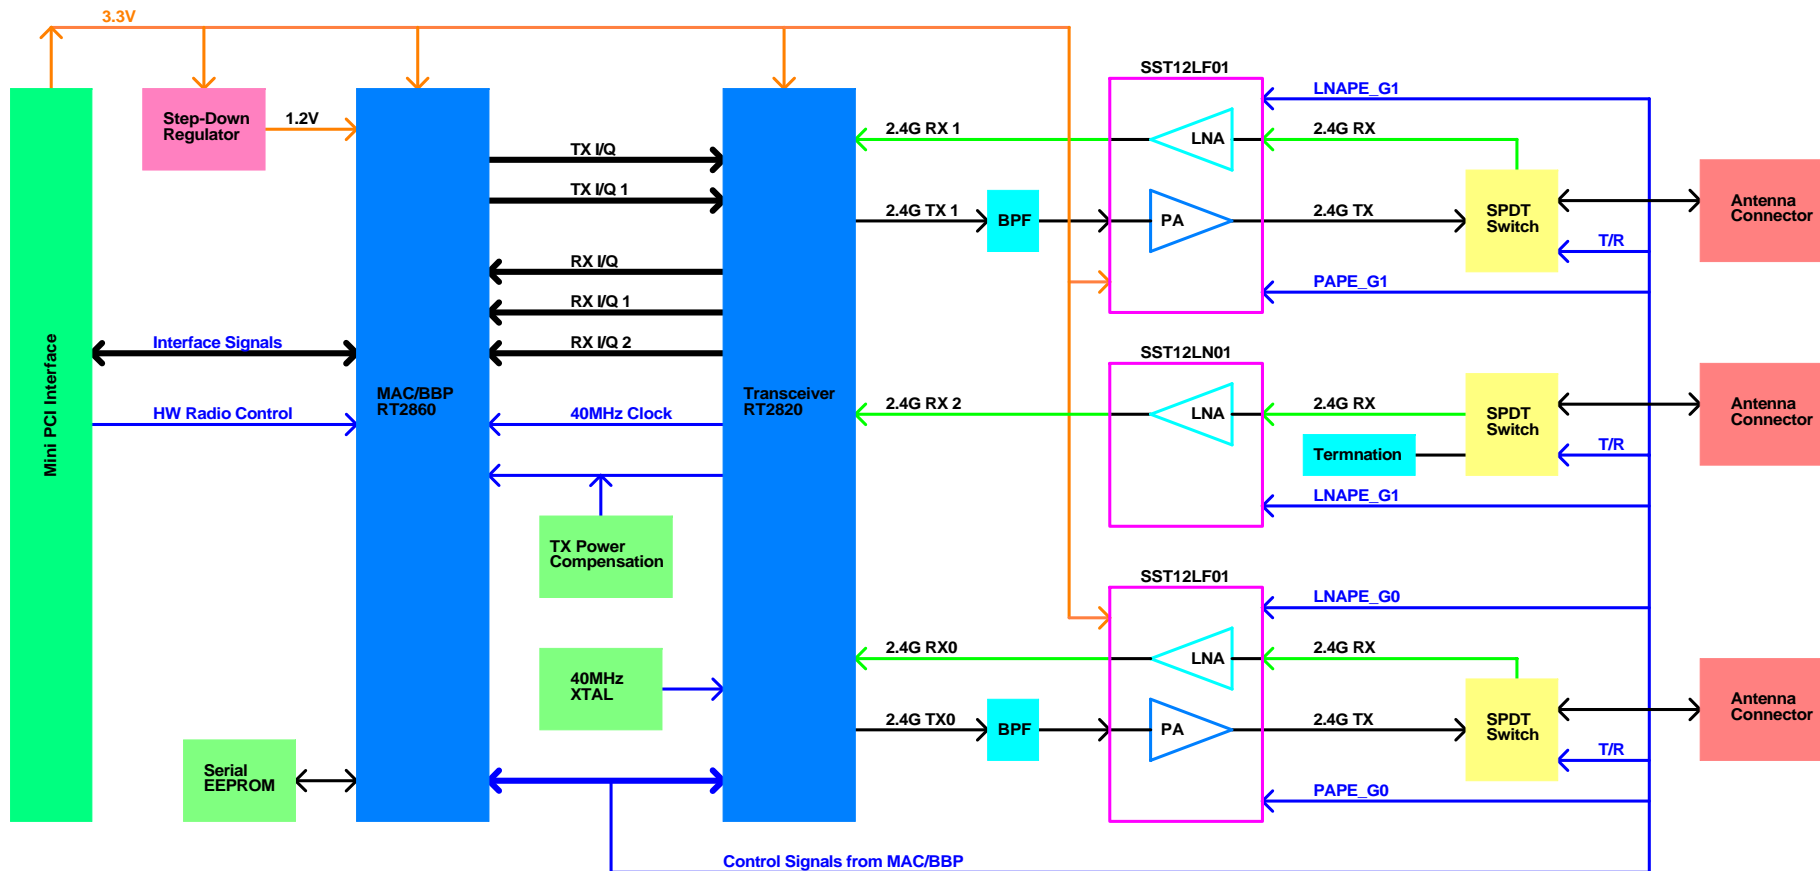 3.3V
SST12LF01
LNAPE_G1
Step-Down
Regulator
1.2V
TX I/Q
2.4G RX 1
LNA
2.4G RX
TX I/Q 1
2.4G TX 1
BPF
PA
2.4G TX
SPDT
Switch
Antenna
Connector
T/R
RX I/Q
PAPE_G1
RX I/Q 1
Mini PCI Interface
Interface Signals
RX I/Q 2
SST12LN01
MAC/BBP
RT2860
Transceiver
RT2820
HW Radio Control
40MHz Clock
2.4G RX 2
LNA
2.4G RX
SPDT
Switch
Antenna
Connector
Termnation
T/R
LNAPE_G1
TX Power
Compensation
SST12LF01
LNAPE_G0
2.4G RX0
LNA
2.4G RX
40MHz
XTAL
2.4G TX0
BPF
PA
2.4G TX
SPDT
Switch
Antenna
Connector
T/R
Serial
EEPROM
PAPE_G0
Control Signals from MAC/BBP